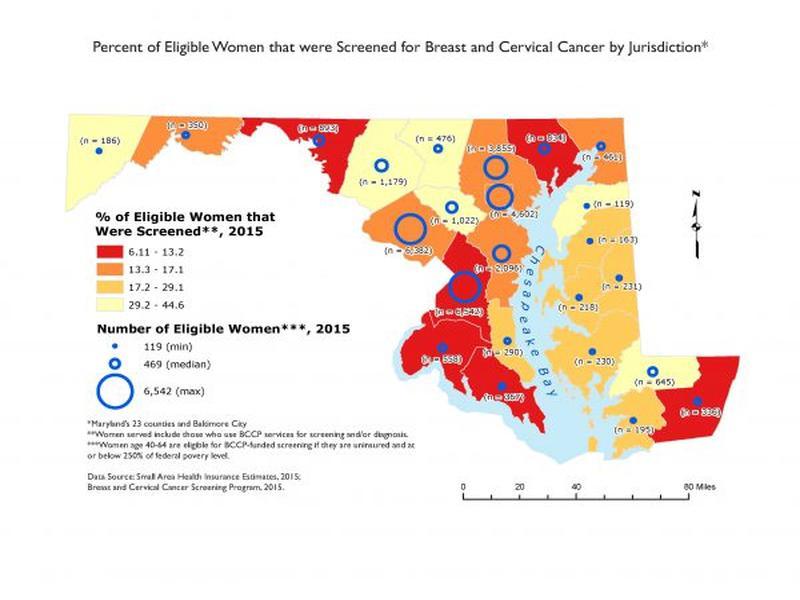 Percent of Eligible Women that were Screened for Breast and Cervical Cancer by Jurisdiction*
(n = 186)
(n = 350)
(n = 893)
(n = 1,179)
(n = 476)
(n = 3,855)
(n = 834)
(n = 461)
(n = 119)
(n = 4,602)
(n = 1,022)
(n = 6,382)
(n = 163)
(n = 2,096)
(n = 231)
(n = 218)
(n = 6,542)
(n = 290)
(n = 558)
(n = 230)
(n = 367)
(n = 645)
(n = 336)
(n = 195)
Chesapeake Bay
N
% of Eligible Women that
Were Screened**, 2015
6.11 - 13.2
13.3 - 17.1
17.2 - 29.1
29.2 - 44.6
Number of Eligible Women***, 2015
119 (min)
469 (median)
6,542 (max)
*Maryland's 23 counties and Baltimore City
**Women served include those who use BCCP services for screening and/or diagnosis.
***Women age 40-64 are eligible for BCCP-funded screening if they are uninsured and at
or below 250% of federal poverty level.
Data Source: Small Area Health Insurance Estimates, 2015;
Breast and Cervical Cancer Screening Program, 2015.
0 20 40 80 Miles